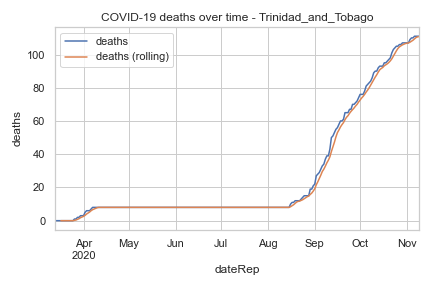 COVID-19 deaths over time - Trinidad_and_Tobago
deaths
deaths (rolling)
deaths
100
80
60
40
20
0
Apr May Jun Jul Aug Sep Oct Nov
2020
dateRep